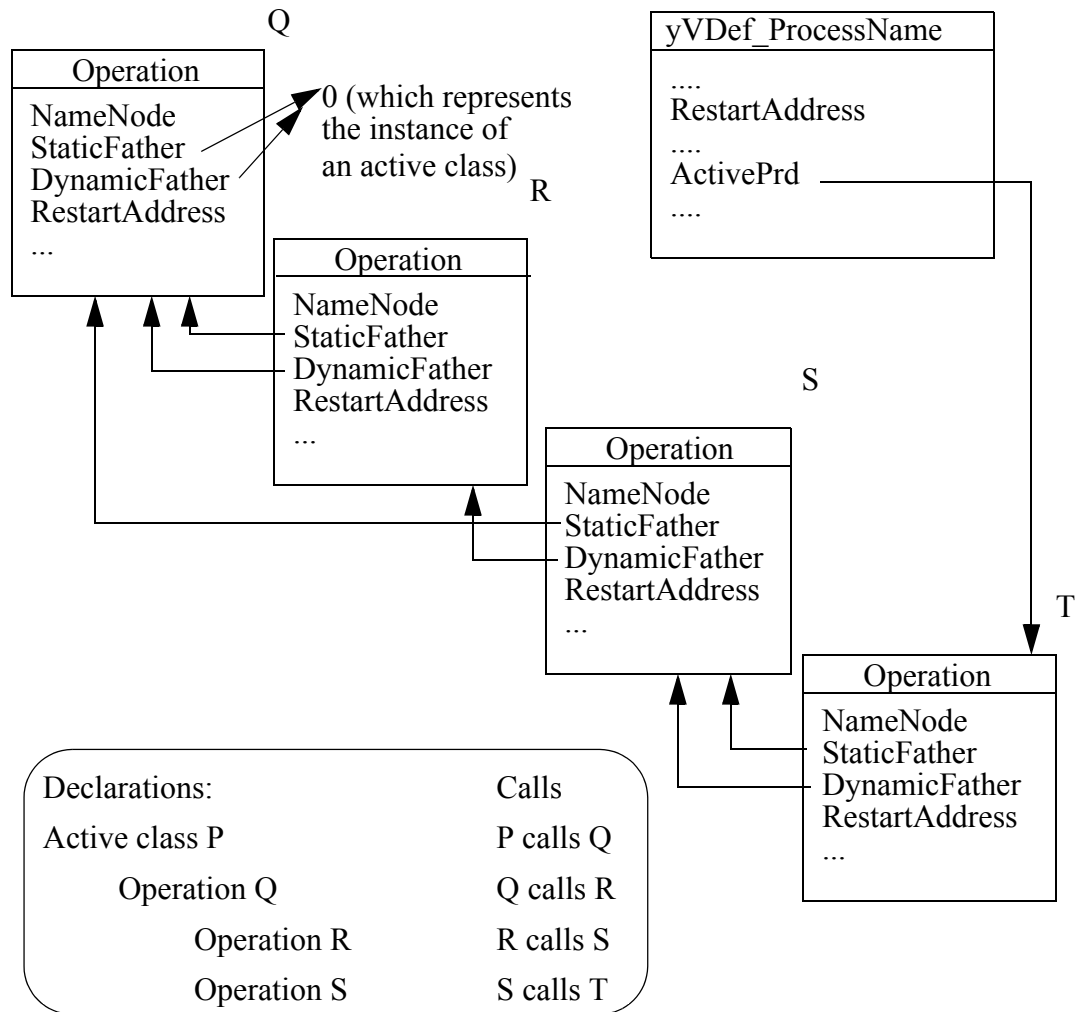 Q
Operation
NameNode
StaticFather
DynamicFather
RestartAddress
...
0 (which represents
the instance of
an active class)
yVDef_ProcessName
....
RestartAddress
....
ActivePrd
....
R
Operation
NameNode
StaticFather
DynamicFather
RestartAddress
...
S
Operation
NameNode
StaticFather
DynamicFather
RestartAddress
...
T
Operation
NameNode
StaticFather
DynamicFather
RestartAddress
...
Declarations: Calls
Active class P P calls Q
Operation Q Q calls R
Operation R R calls S
Operation S S calls T